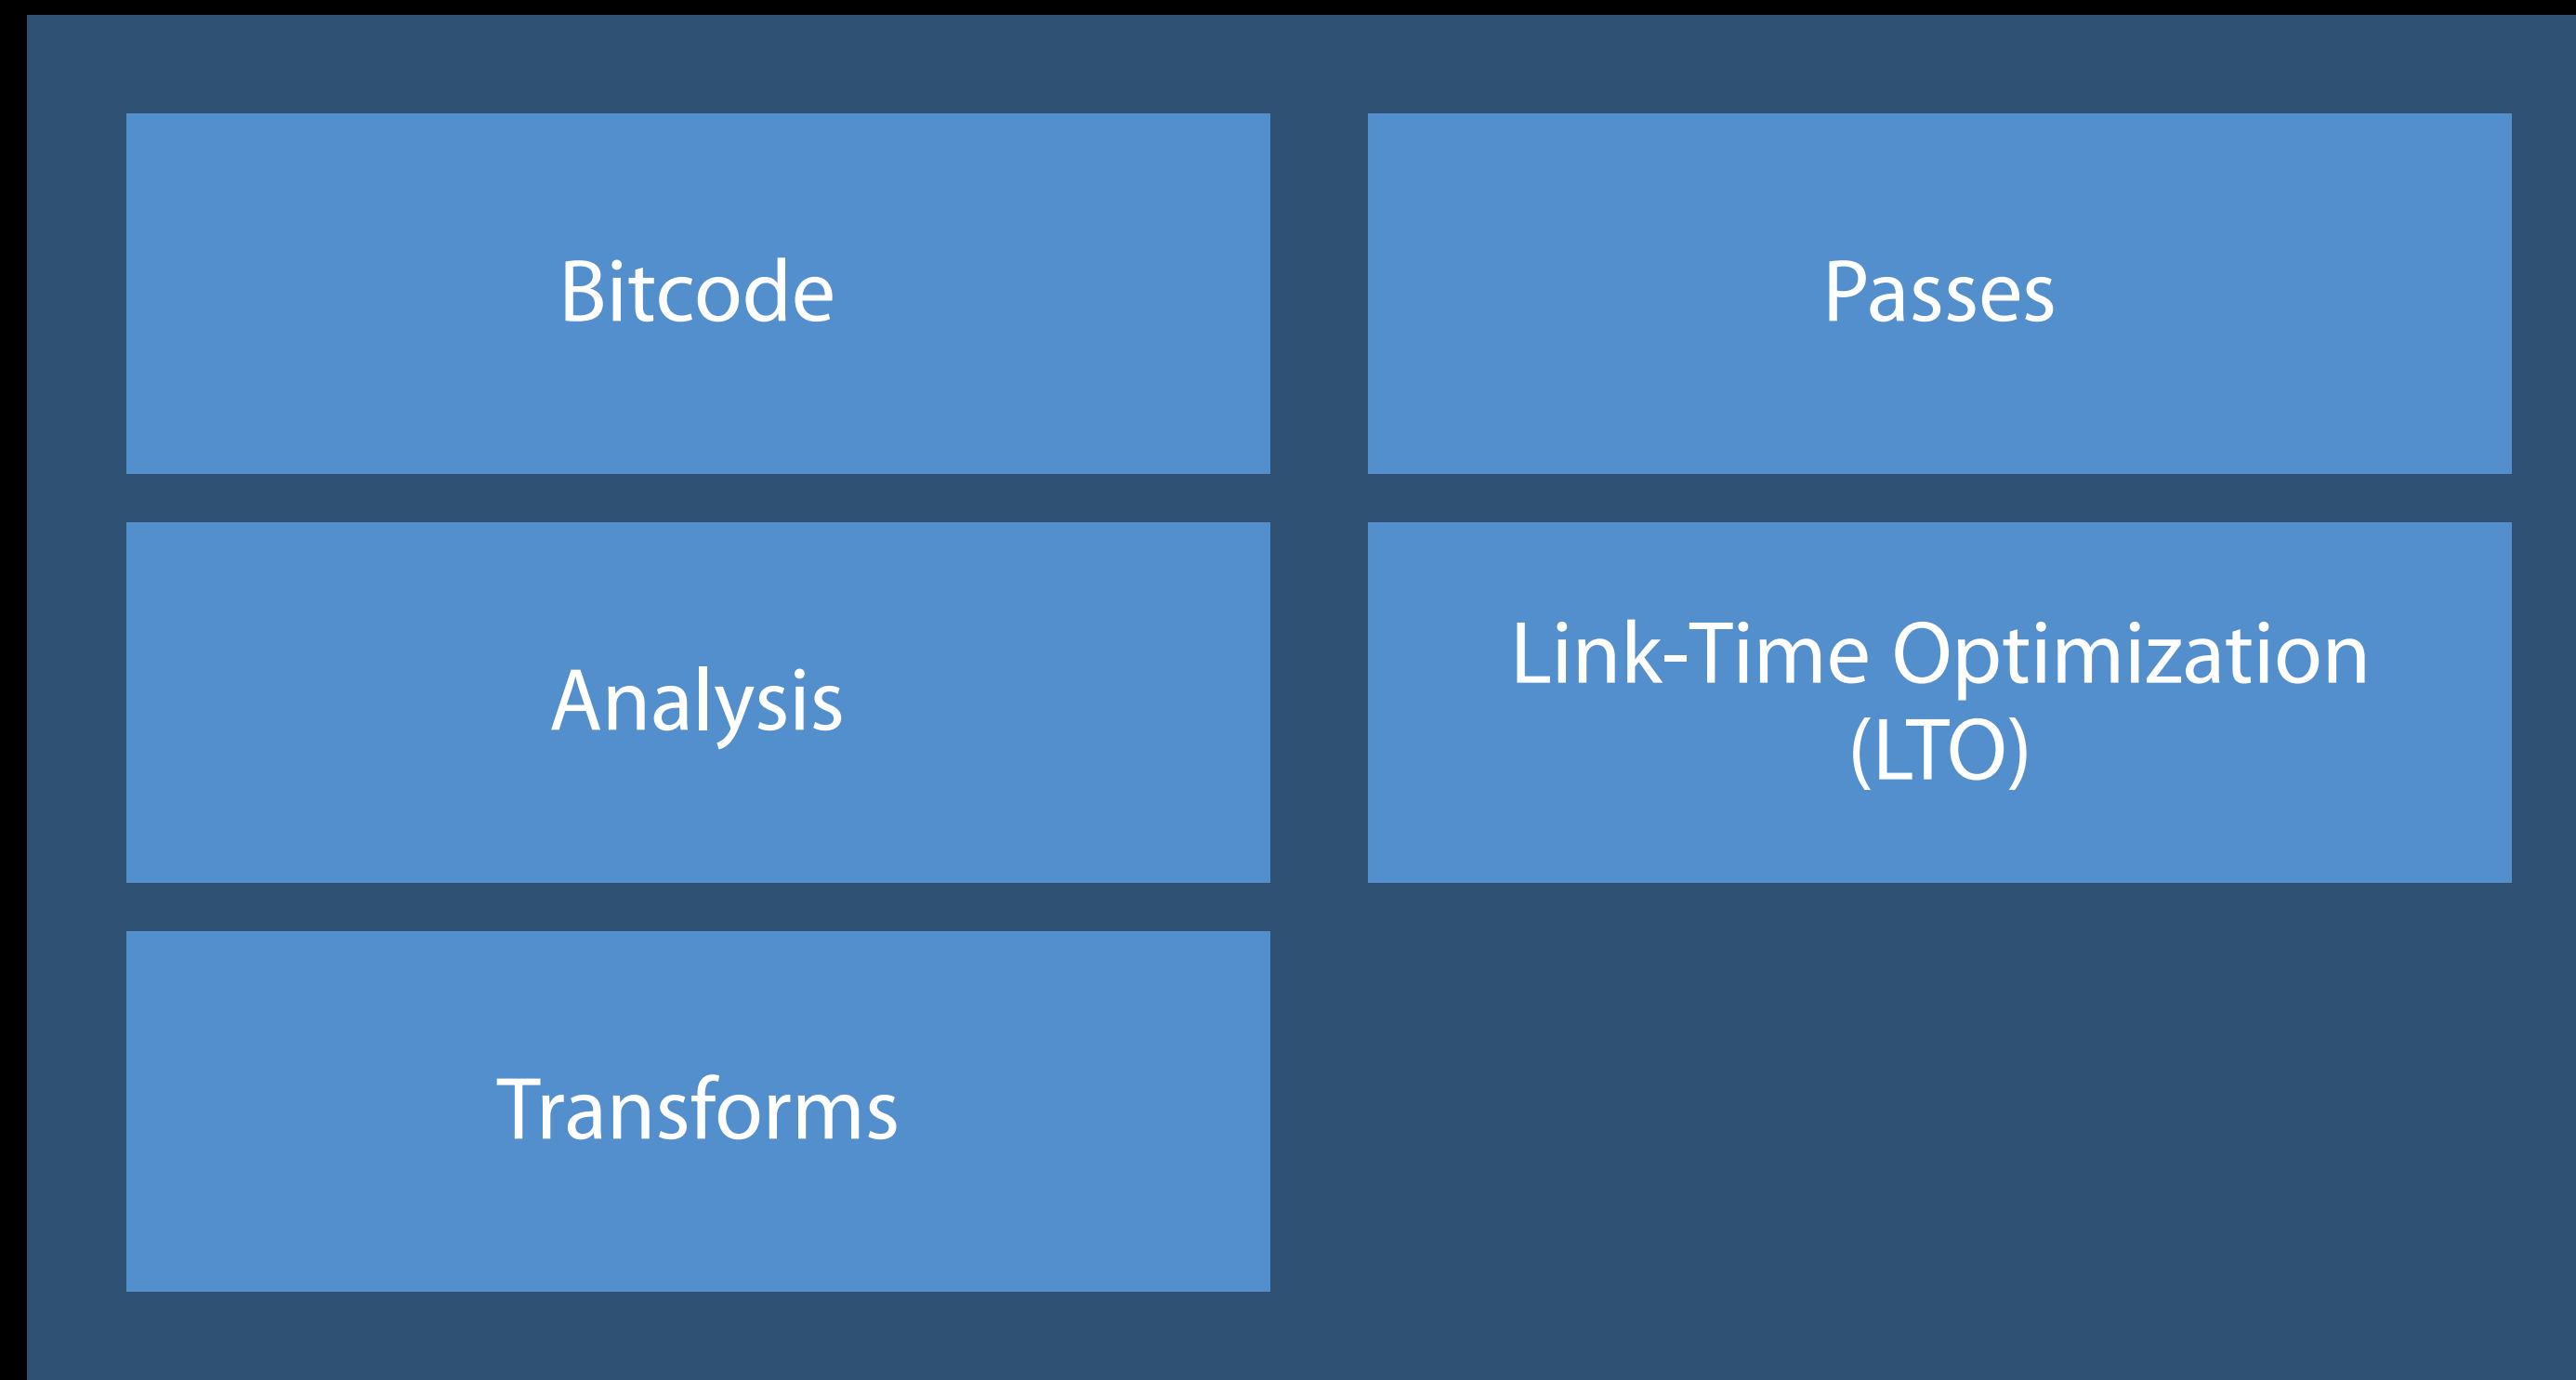 Bitcode
Passes
Analysis
Link-Time Optimization
(LTO)
Transforms